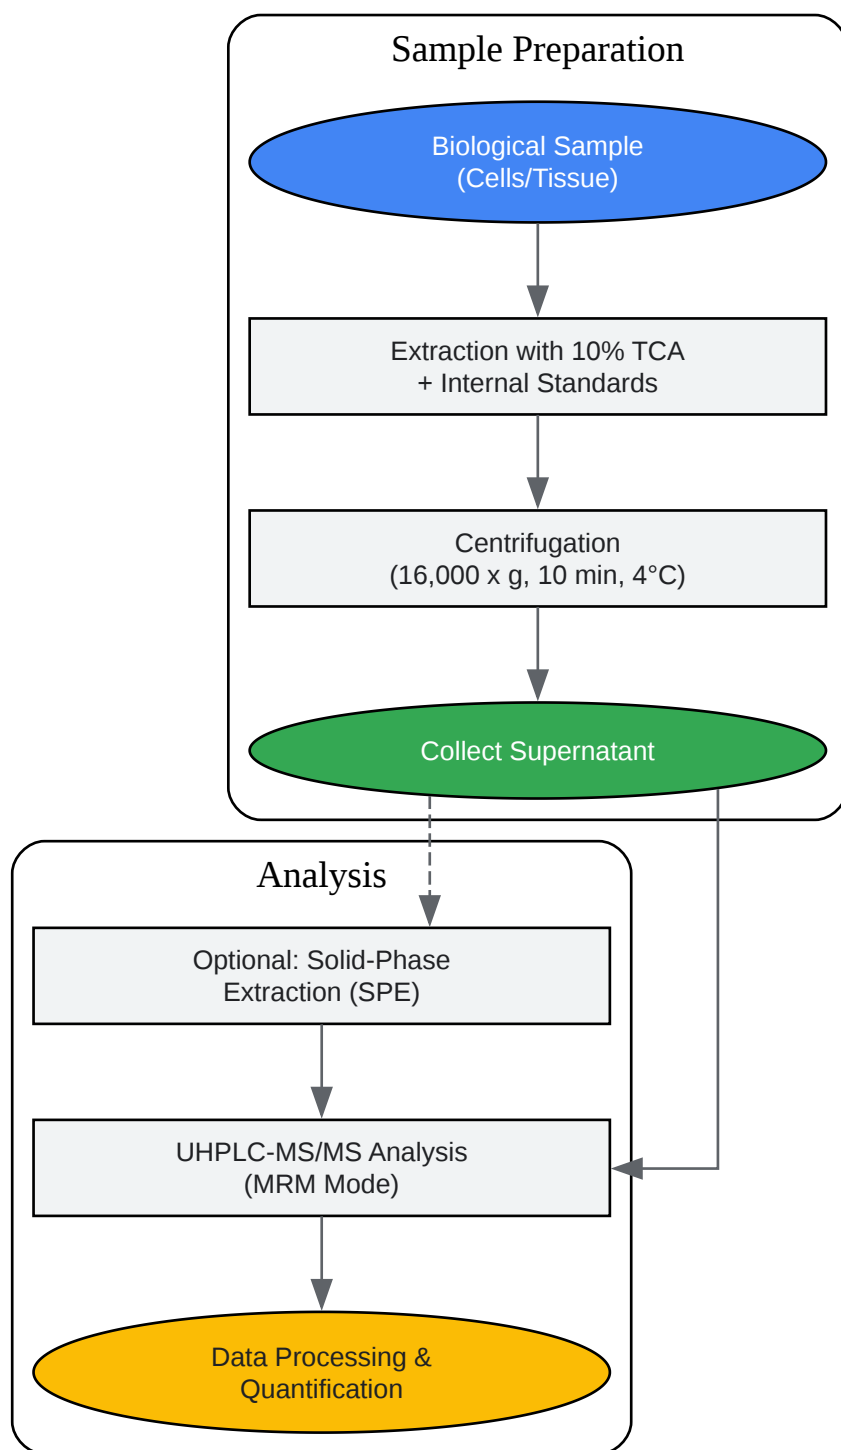 Sample Preparation
Biological Sample
(Cells/Tissue)
Extraction with 10% TCA
+ Internal Standards
Centrifugation
(16,000 x g, 10 min, 4°C)
Collect Supernatant
Analysis
Optional: Solid-Phase
Extraction (SPE)
UHPLC-MS/MS Analysis
(MRM Mode)
Data Processing &
Quantification